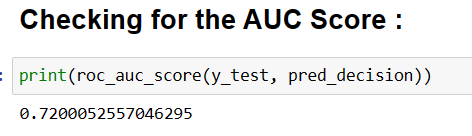 Checking for the AUC Score :
: print(roc_auc_score(y_test, pred_decision))
0.7200052557046295